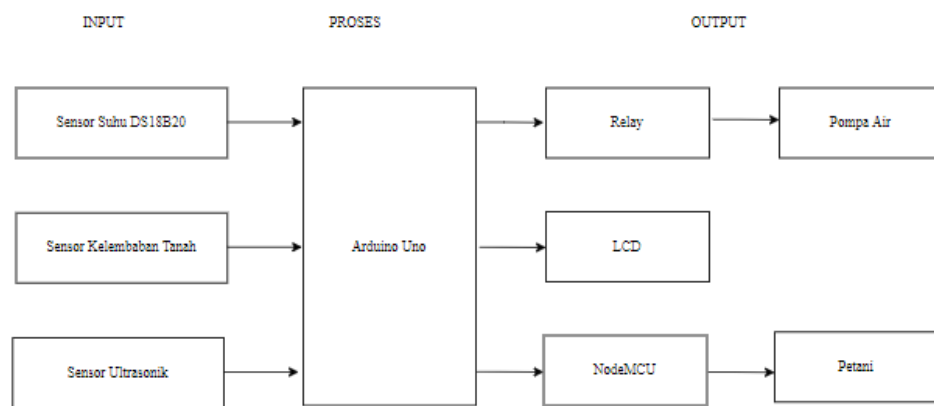 INPUT
PROSES
OUTPUT
Sensor Suhu DS18B20
Relay
Pompa Air
Sensor Kelembaban Tanah
Arduino Uno
LCD
Sensor Ultrasonik
NodeMCU
Petani